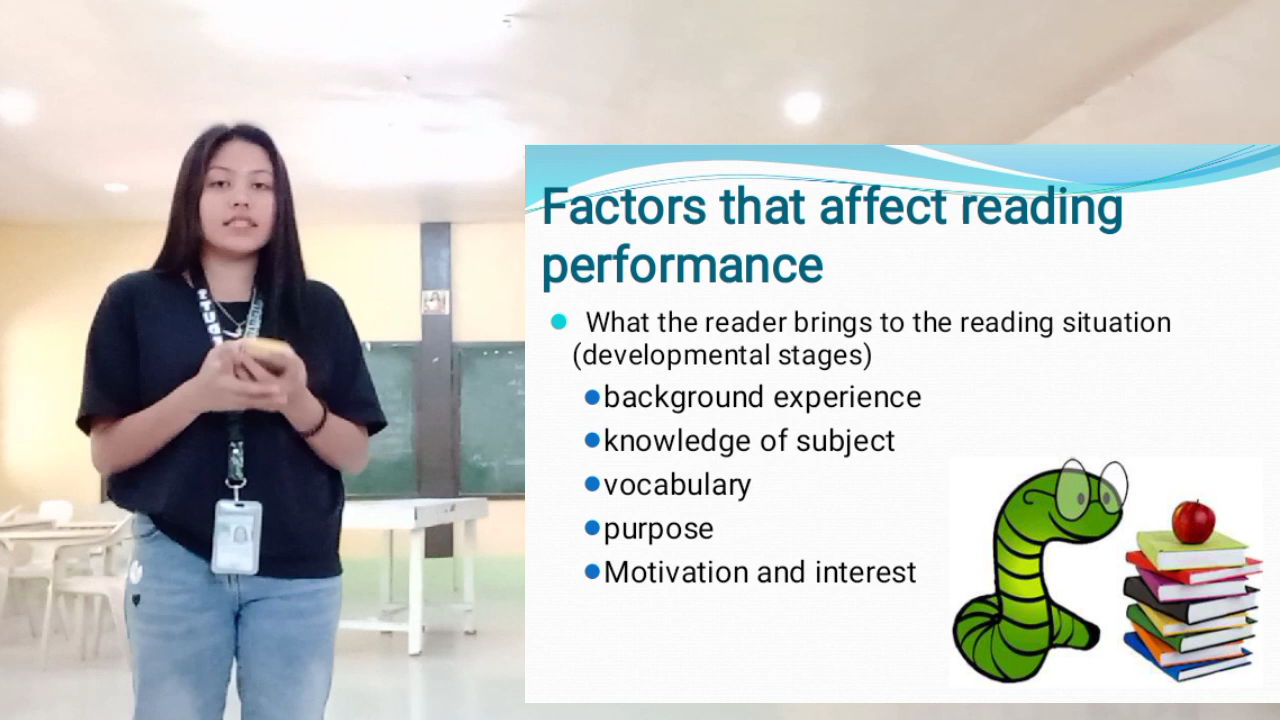 Factors that affect reading
performance
What the reader brings to the reading situation
(developmental stages)
background experience
knowledge of subject
vocabulary
purpose
Motivation and interest